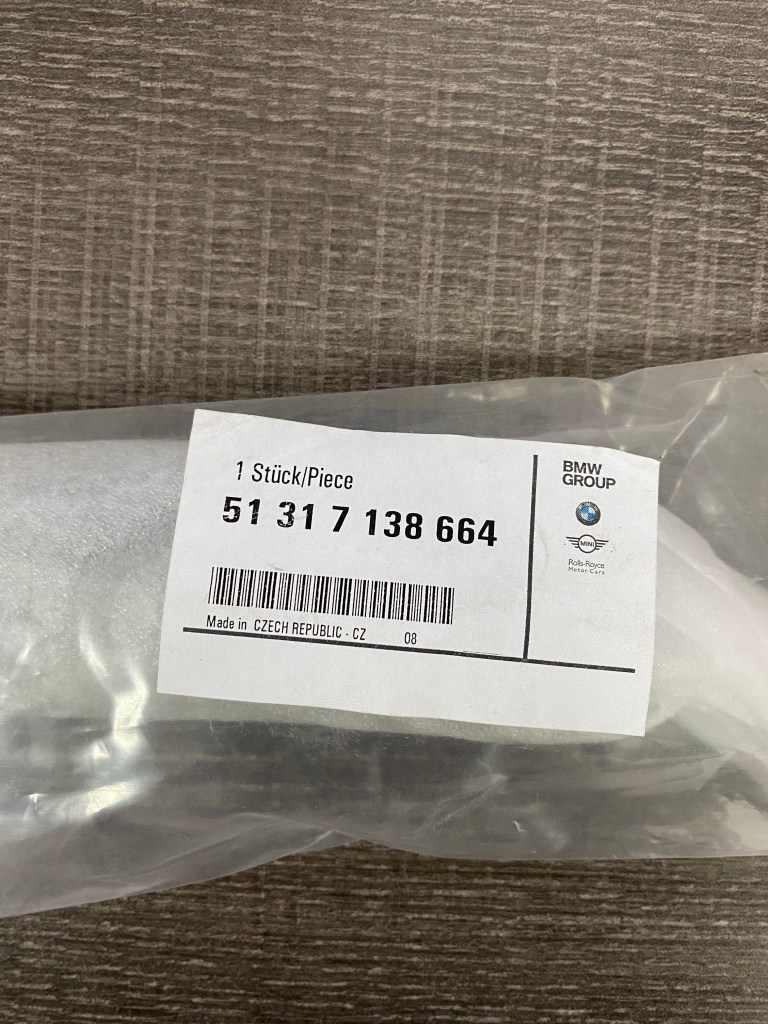 1 Stück/Piece
51 31 7 138 664
Made in CZECH REPUBLIC - CZ 08
BMW
GROUP
MINI
Rolls-Royce
Motor Cars